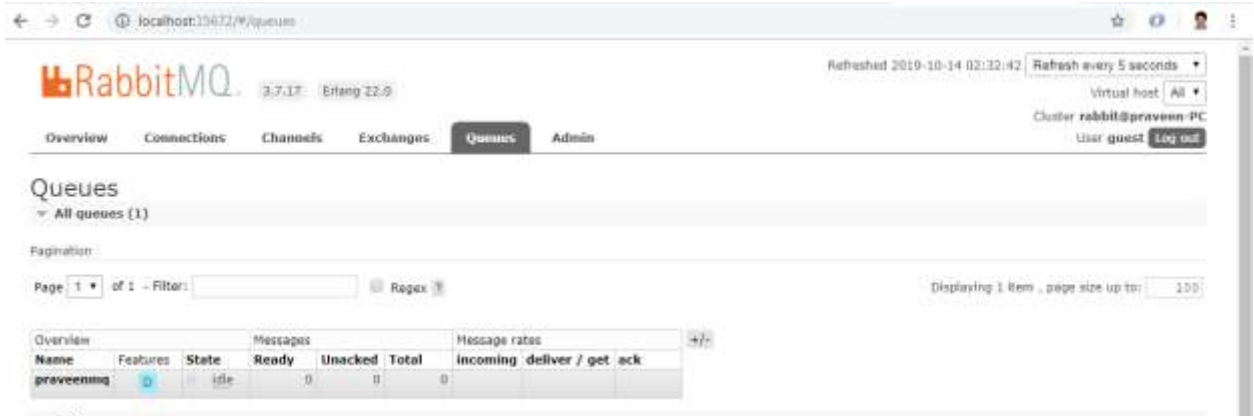 localhost:15672/#/queues
RabbitMQ. 3.7.17 Erlang 22.0
Refreshed 2019-10-14 02:32:42 Refresh every 5 seconds
Virtual host All
Cluster rabbit@praveen-PC
User guest Log out
Overview Connections Channels Exchanges Queues Admin
Queues
All queues (1)
Pagination
Page 1 of 1 - Filter: Regex ?
Displaying 1 item , page size up to: 100
Overview Messages Message rates +/-
Name Features State Ready Unacked Total incoming deliver / get ack
praveenmq D idle 0 0 0